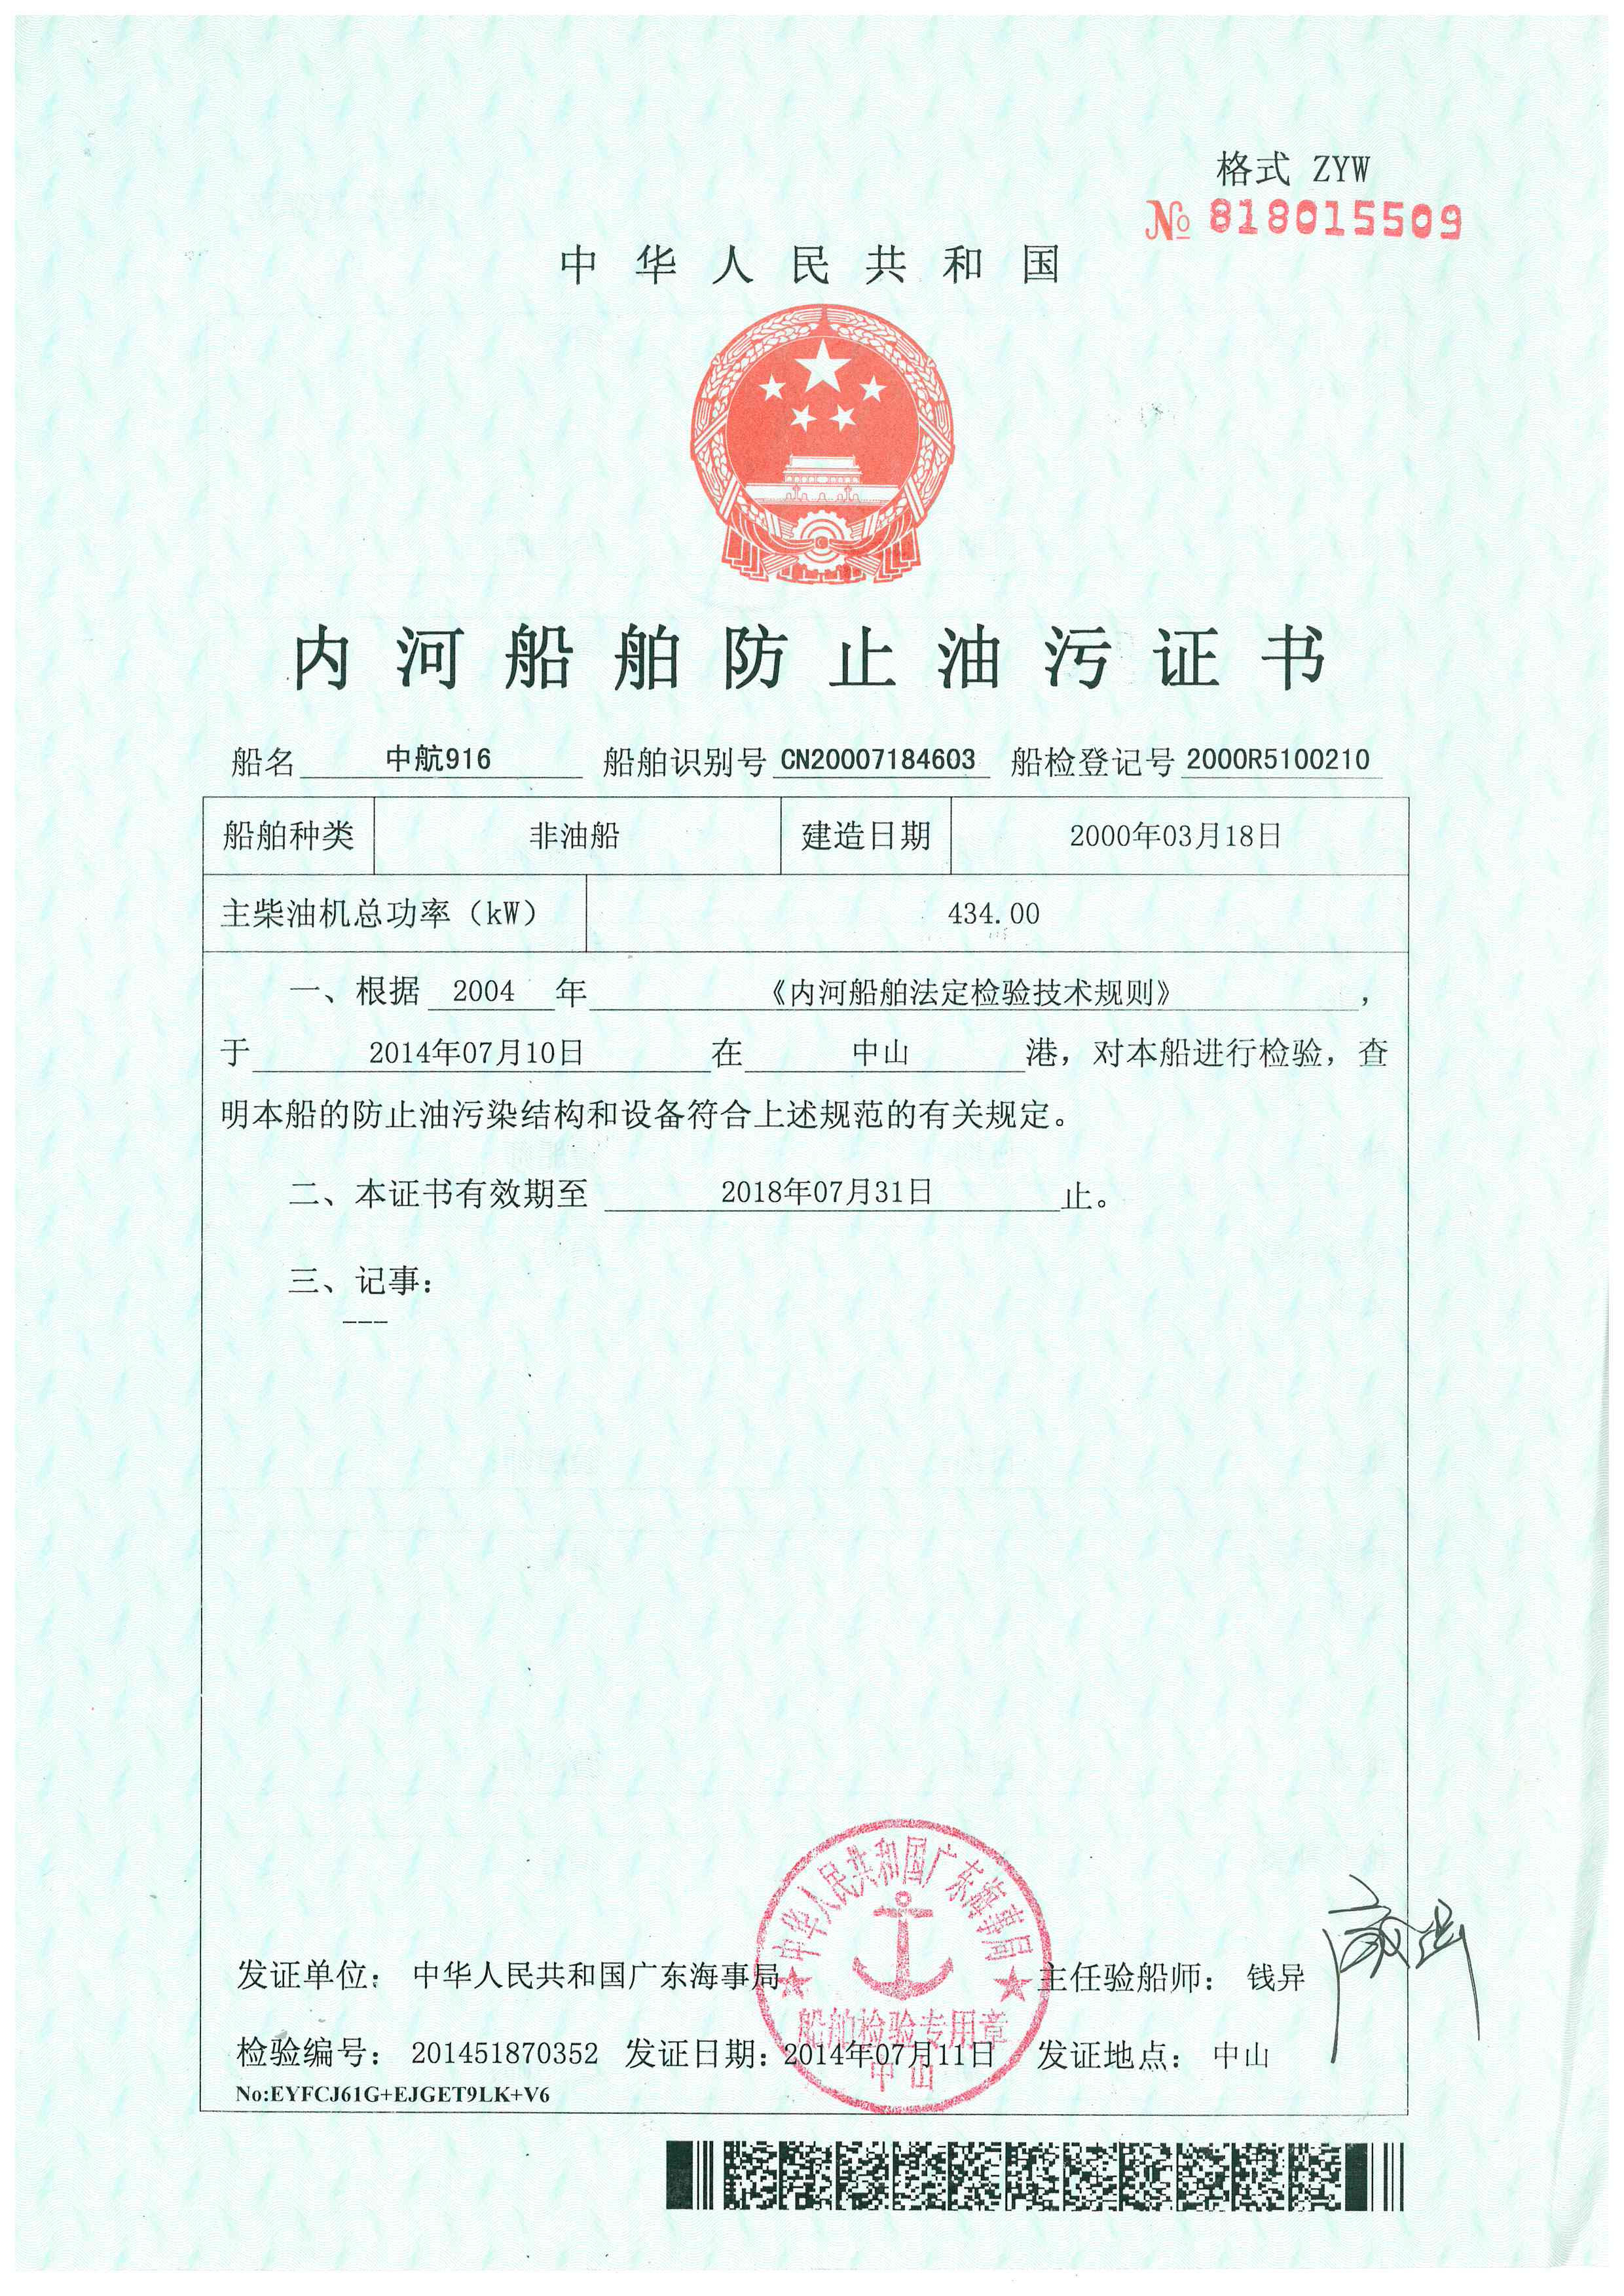 格式 ZYW
№ 818015509
中华人民共和国
内河船舶防止油污证书
船名 中航916 船舶识别号 CN20007184603 船检登记号 2000R5100210
船舶种类 非油船 建造日期 2000年03月18日
主柴油机总功率（kW） 434.00
一、根据 2004 年 《内河船舶法定检验技术规则》，
于 2014年07月10日 在 中山 港，对本船进行检验，查
明本船的防止油污染结构和设备符合上述规范的有关规定。
二、本证书有效期至 2018年07月31日 止。
三、记事：
---
中华人民共和国广东海事局
船舶检验专用章
中山
发证单位： 中华人民共和国广东海事局 主任验船师： 钱异
检验编号： 201451870352 发证日期：2014年07月11日 发证地点： 中山
No:EYFCJ61G+EJGET9LK+V6